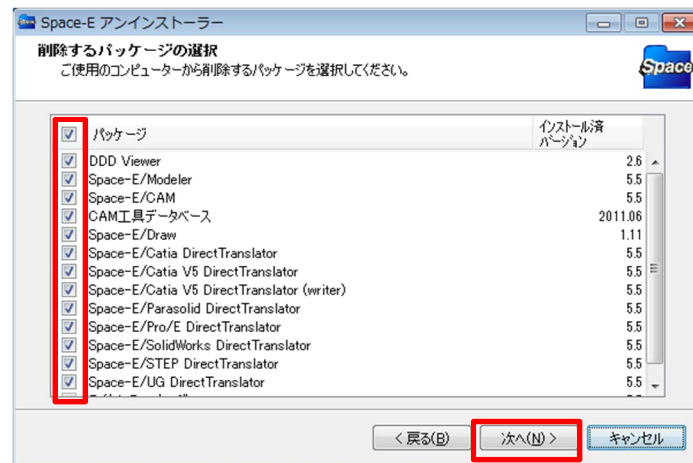 Space-E アンインストーラー
削除するパッケージの選択
ご使用のコンピューターから削除するパッケージを選択してください。
Space
パッケージ インストール済バージョン
DDD Viewer 2.6
Space-E/Modeler 5.5
Space-E/CAM 5.5
CAM工具データベース 2011.06
Space-E/Draw 1.11
Space-E/Catia DirectTranslator 5.5
Space-E/Catia V5 DirectTranslator 5.5
Space-E/Catia V5 DirectTranslator (writer) 5.5
Space-E/Parasolid DirectTranslator 5.5
Space-E/Pro/E DirectTranslator 5.5
Space-E/SolidWorks DirectTranslator 5.5
Space-E/STEP DirectTranslator 5.5
Space-E/UG DirectTranslator 5.5
< 戻る(B) 次へ(N) > キャンセル